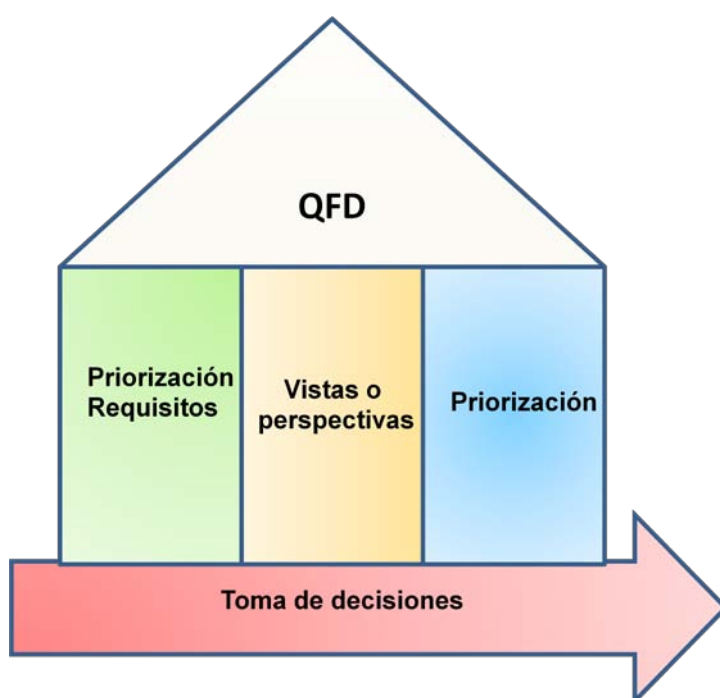 QFD
Priorización
Requisitos
Vistas o
perspectivas
Priorización
Toma de decisiones